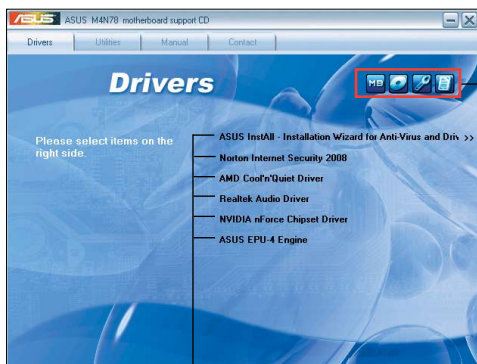 ASUS ASUS M4N78 motherboard support CD
Drivers Utilities Manual Contact
Drivers
MB
Please select items on the
right side.
ASUS InstAll - Installation Wizard for Anti-Virus and Driv >>
Norton Internet Security 2008
AMD Cool'n'Quiet Driver
Realtek Audio Driver
NVIDIA nForce Chipset Driver
ASUS EPU-4 Engine